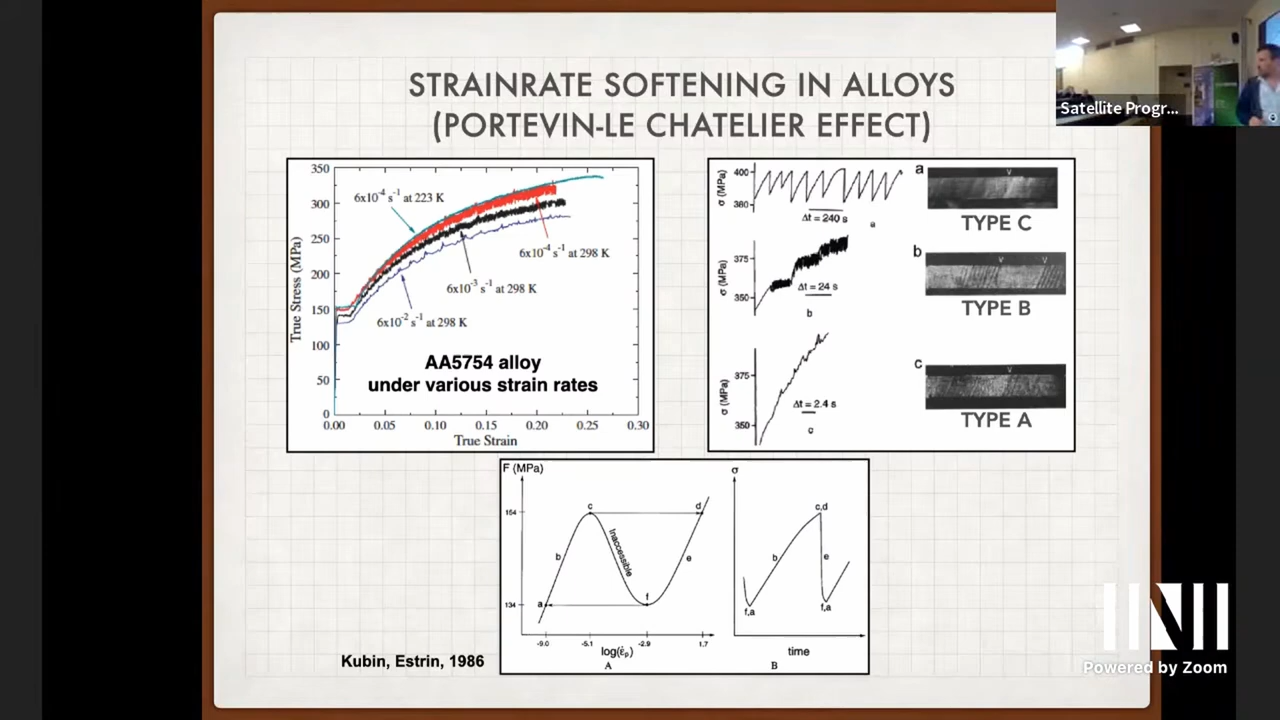 STRAINRATE SOFTENING IN ALLOYS
(PORTEVIN-LE CHATELIER EFFECT)
Satellite Progr...
350
300
250
200
150
100
50
0
True Stress (MPa)
6x10⁻⁴ s⁻¹ at 223 K
6x10⁻⁴ s⁻¹ at 298 K
6x10⁻³ s⁻¹ at 298 K
6x10⁻² s⁻¹ at 298 K
AA5754 alloy
under various strain rates
0.00 0.05 0.10 0.15 0.20 0.25 0.30
True Strain
400
380
σ (MPa)
Δt = 240 s
a
a
v
TYPE C
375
350
σ (MPa)
Δt = 24 s
b
b
v v
TYPE B
375
350
σ (MPa)
Δt = 2.4 s
c
c
v
TYPE A
F (MPa)
164
134
a
b
c
d
e
f
Inaccessible
-9.0 -5.1 -2.9 1.7
log(ε̇p)
A
σ
c,d
b
e
f,a
f,a
time
B
Kubin, Estrin, 1986
Powered by Zoom